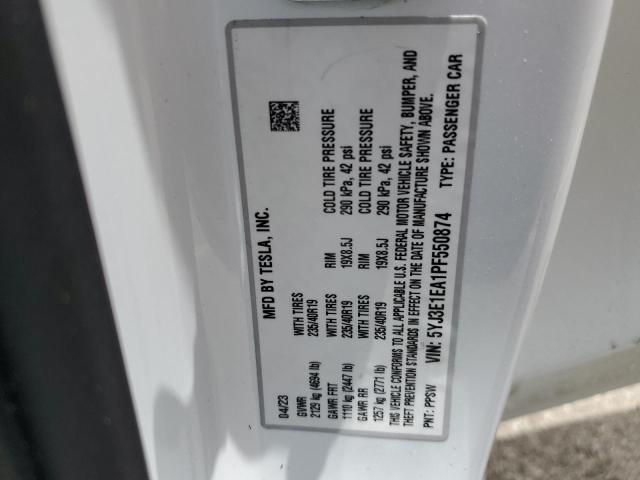 MFD BY TESLA, INC.
04/23
GVWR WITH TIRES RIM COLD TIRE PRESSURE
2129 kg (4694 lb) 235/40R19 19X8.5J 290 kPa, 42 psi
GAWR FRT WITH TIRES RIM COLD TIRE PRESSURE
1110 kg (2447 lb) 235/40R19 19X8.5J 290 kPa, 42 psi
GAWR RR WITH TIRES
1257 kg (2771 lb) 235/40R19
THIS VEHICLE CONFORMS TO ALL APPLICABLE U.S. FEDERAL MOTOR VEHICLE SAFETY, BUMPER, AND
THEFT PREVENTION STANDARDS IN EFFECT ON THE DATE OF MANUFACTURE SHOWN ABOVE.
VIN: 5YJ3E1EA1PF550874 TYPE: PASSENGER CAR
PNT: PPSW